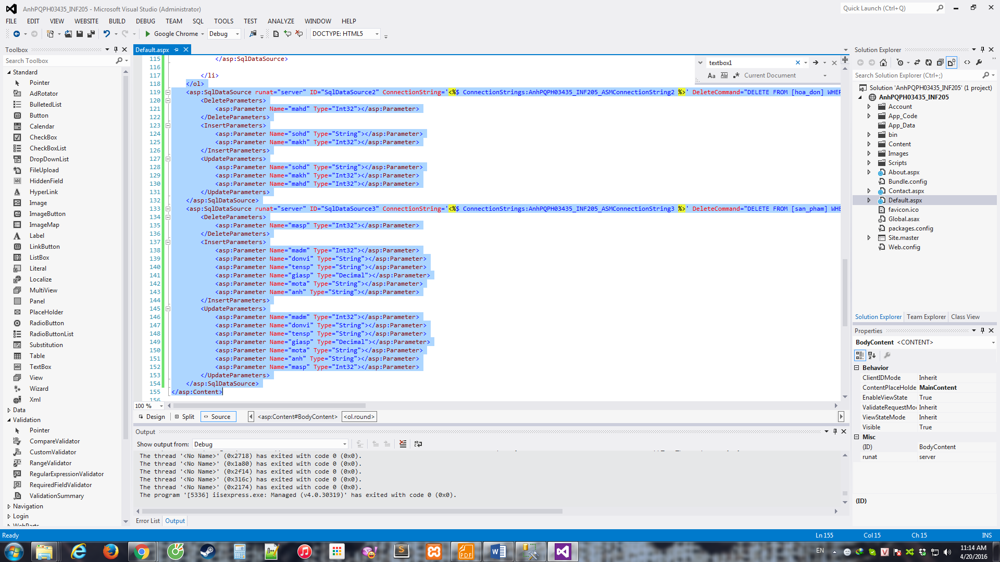 AnhPQPH03435_INF205 - Microsoft Visual Studio (Administrator)
Quick Launch (Ctrl+Q)
FILE EDIT VIEW WEBSITE BUILD DEBUG TEAM SQL TOOLS TEST ANALYZE WINDOW HELP
Google Chrome Debug DOCTYPE: HTML5
Toolbox
Search Toolbox
Standard
Pointer
AdRotator
BulletedList
Button
Calendar
CheckBox
CheckBoxList
DropDownList
FileUpload
HiddenField
HyperLink
Image
ImageButton
ImageMap
Label
LinkButton
ListBox
Literal
Localize
MultiView
Panel
PlaceHolder
RadioButton
RadioButtonList
Substitution
Table
TextBox
View
Wizard
Xml
Data
Validation
Pointer
CompareValidator
CustomValidator
RangeValidator
RegularExpressionValidator
RequiredFieldValidator
ValidationSummary
Navigation
Login
WebParts
Default.aspx
textbox1
Aa Ab Current Document
115 </asp:SqlDataSource>
116
117 </li>
118 </ol>
119 <asp:SqlDataSource runat="server" ID="SqlDataSource2" ConnectionString='<%$ ConnectionStrings:AnhPQPH03435_INF205_ASMConnectionString2 %>' DeleteCommand="DELETE FROM [hoa_don] WHER
120 <DeleteParameters>
121 <asp:Parameter Name="mahd" Type="Int32"></asp:Parameter>
122 </DeleteParameters>
123 <InsertParameters>
124 <asp:Parameter Name="sohd" Type="String"></asp:Parameter>
125 <asp:Parameter Name="makh" Type="Int32"></asp:Parameter>
126 </InsertParameters>
127 <UpdateParameters>
128 <asp:Parameter Name="sohd" Type="String"></asp:Parameter>
129 <asp:Parameter Name="makh" Type="Int32"></asp:Parameter>
130 <asp:Parameter Name="mahd" Type="Int32"></asp:Parameter>
131 </UpdateParameters>
132 </asp:SqlDataSource>
133 <asp:SqlDataSource runat="server" ID="SqlDataSource3" ConnectionString='<%$ ConnectionStrings:AnhPQPH03435_INF205_ASMConnectionString3 %>' DeleteCommand="DELETE FROM [san_pham] WHE
134 <DeleteParameters>
135 <asp:Parameter Name="masp" Type="Int32"></asp:Parameter>
136 </DeleteParameters>
137 <InsertParameters>
138 <asp:Parameter Name="madm" Type="Int32"></asp:Parameter>
139 <asp:Parameter Name="donvi" Type="String"></asp:Parameter>
140 <asp:Parameter Name="tensp" Type="String"></asp:Parameter>
141 <asp:Parameter Name="giasp" Type="Decimal"></asp:Parameter>
142 <asp:Parameter Name="mota" Type="String"></asp:Parameter>
143 <asp:Parameter Name="anh" Type="String"></asp:Parameter>
144 </InsertParameters>
145 <UpdateParameters>
146 <asp:Parameter Name="madm" Type="Int32"></asp:Parameter>
147 <asp:Parameter Name="donvi" Type="String"></asp:Parameter>
148 <asp:Parameter Name="tensp" Type="String"></asp:Parameter>
149 <asp:Parameter Name="giasp" Type="Decimal"></asp:Parameter>
150 <asp:Parameter Name="mota" Type="String"></asp:Parameter>
151 <asp:Parameter Name="anh" Type="String"></asp:Parameter>
152 <asp:Parameter Name="masp" Type="Int32"></asp:Parameter>
153 </UpdateParameters>
154 </asp:SqlDataSource>
155 </asp:Content>
156
100 %
Design Split Source <asp:Content#BodyContent> <ol.round>
Output
Show output from: Debug
The thread '<No Name>' (0x2718) has exited with code 0 (0x0).
The thread '<No Name>' (0x1a80) has exited with code 0 (0x0).
The thread '<No Name>' (0x2f14) has exited with code 0 (0x0).
The thread '<No Name>' (0x316c) has exited with code 0 (0x0).
The thread '<No Name>' (0x2174) has exited with code 0 (0x0).
The program '[5336] iisexpress.exe: Managed (v4.0.30319)' has exited with code 0 (0x0).
Error List Output
Solution Explorer
Search Solution Explorer (Ctrl+;)
Solution 'AnhPQPH03435_INF205' (1 project)
AnhPQPH03435_INF205
Account
App_Code
App_Data
bin
Content
Images
Scripts
About.aspx
Bundle.config
Contact.aspx
Default.aspx
favicon.ico
Global.asax
packages.config
Site.master
Web.config
Solution Explorer Team Explorer Class View
Properties
BodyContent <CONTENT>
Behavior
ClientIDMode Inherit
ContentPlaceHolde MainContent
EnableViewState True
ValidateRequestMo Inherit
ViewStateMode Inherit
Visible True
Misc
(ID) BodyContent
runat server
(ID)
Ready Ln 155 Col 15 Ch 15 INS
PDF
EN
11:14 AM
4/20/2016